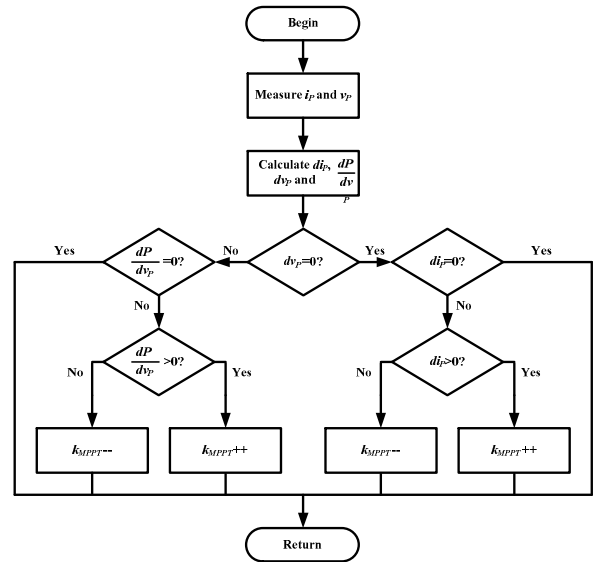 Begin
Measure iP and vP
Calculate diP, dP
dvP and dv
P
Yes
dP
dvP
=0?
No
dvP=0?
Yes
diP=0?
Yes
No
No
dP
dvP
>0?
No
Yes
diP>0?
No
Yes
kMPPT--
kMPPT++
kMPPT--
kMPPT++
Return